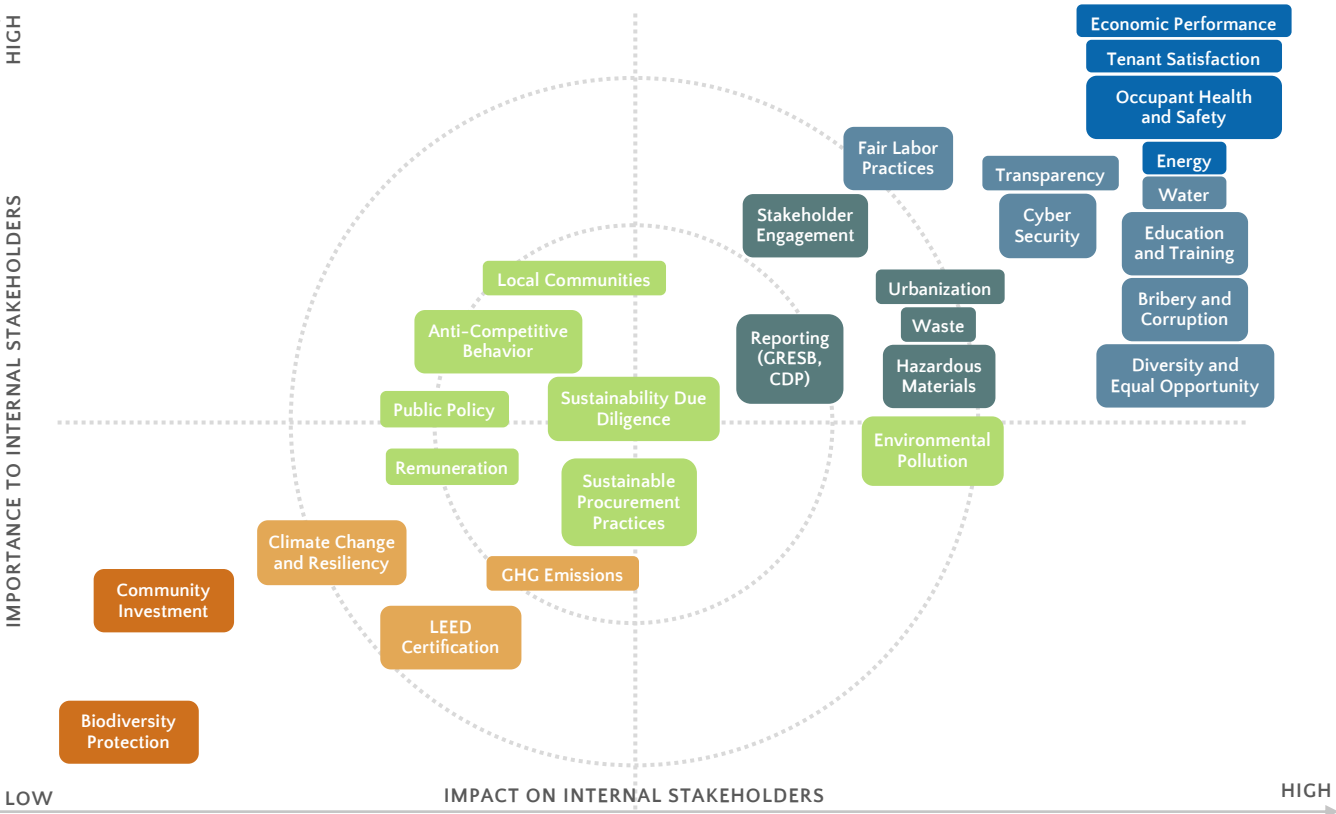 HIGH
IMPORTANCE TO INTERNAL STAKEHOLDERS
Economic Performance
Tenant Satisfaction
Occupant Health
and Safety
Energy
Water
Education
and Training
Bribery and
Corruption
Diversity and
Equal Opportunity
Fair Labor
Practices
Transparency
Cyber
Security
Stakeholder
Engagement
Urbanization
Waste
Hazardous
Materials
Reporting
(GRESB,
CDP)
Environmental
Pollution
Local Communities
Anti-Competitive
Behavior
Public Policy
Sustainability Due
Diligence
Remuneration
Sustainable
Procurement
Practices
Climate Change
and Resiliency
GHG Emissions
LEED
Certification
Community
Investment
Biodiversity
Protection
LOW
IMPACT ON INTERNAL STAKEHOLDERS
HIGH